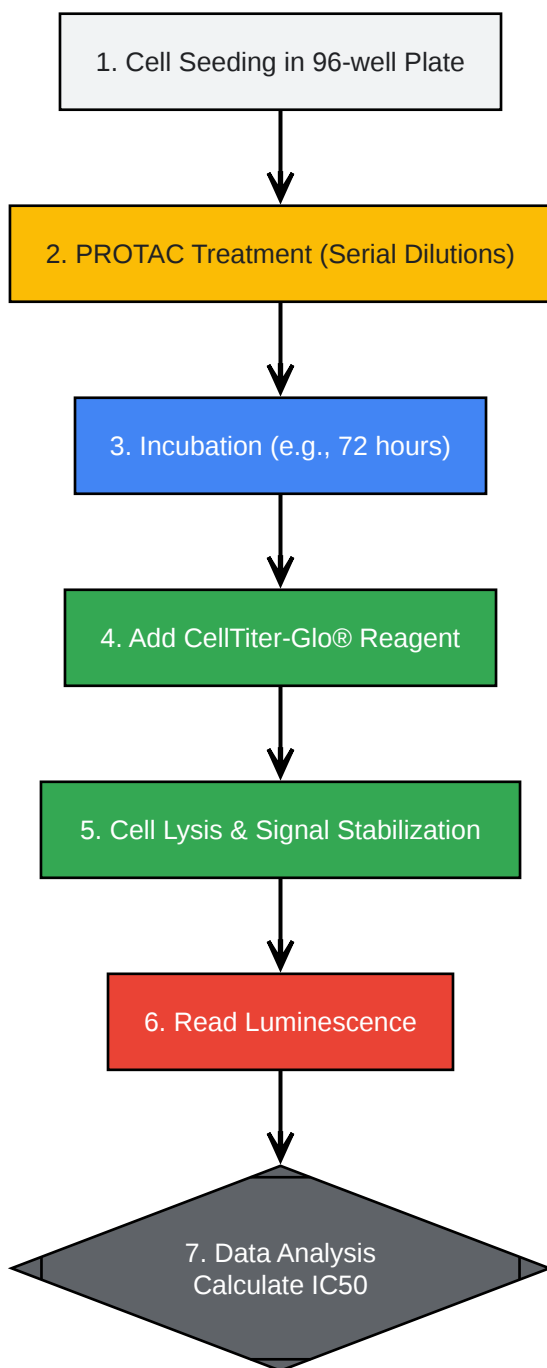 1. Cell Seeding in 96-well Plate
2. PROTAC Treatment (Serial Dilutions)
3. Incubation (e.g., 72 hours)
4. Add CellTiter-Glo® Reagent
5. Cell Lysis & Signal Stabilization
6. Read Luminescence
7. Data Analysis
Calculate IC50